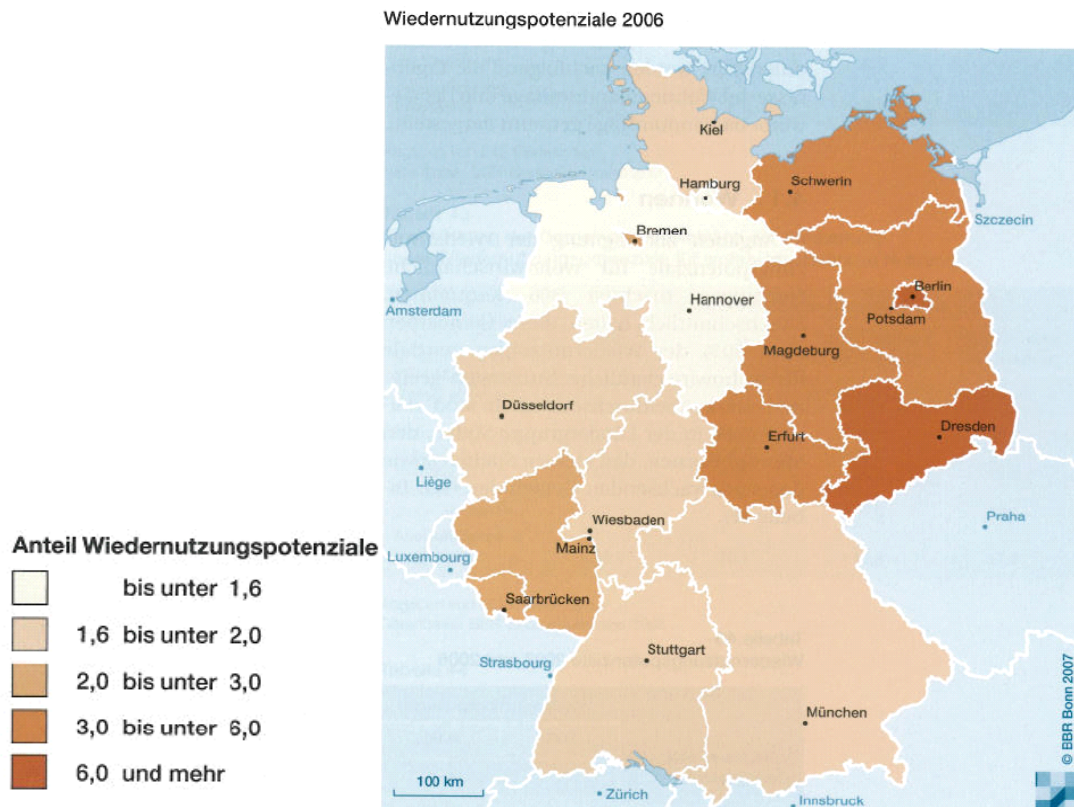 Wiedernutzungspotenziale 2006
Kiel
Hamburg
Schwerin
Szczecin
Bremen
Amsterdam
Hannover
Berlin
Potsdam
Magdeburg
Düsseldorf
Dresden
Erfurt
Liège
Wiesbaden
Mainz
Praha
Luxembourg
Saarbrücken
Strasbourg
Stuttgart
München
Zürich
Innsbruck
100 km
© BBR Bonn 2007
Anteil Wiedernutzungspotenziale
bis unter 1,6
1,6 bis unter 2,0
2,0 bis unter 3,0
3,0 bis unter 6,0
6,0 und mehr